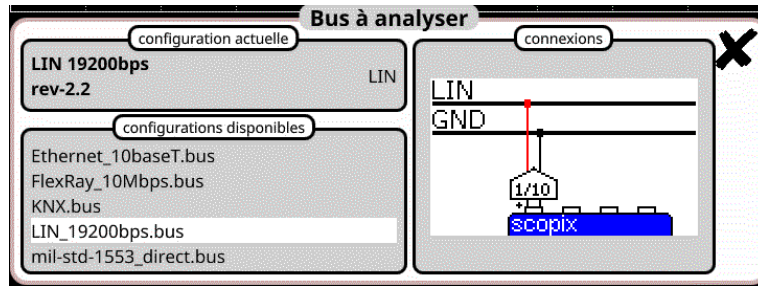 Bus à analyser
configuration actuelle
LIN 19200bps
rev-2.2
LIN
configurations disponibles
Ethernet_10baseT.bus
FlexRay_10Mbps.bus
KNX.bus
LIN_19200bps.bus
mil-std-1553_direct.bus
connexions
LIN
GND
1/10
+
scopix